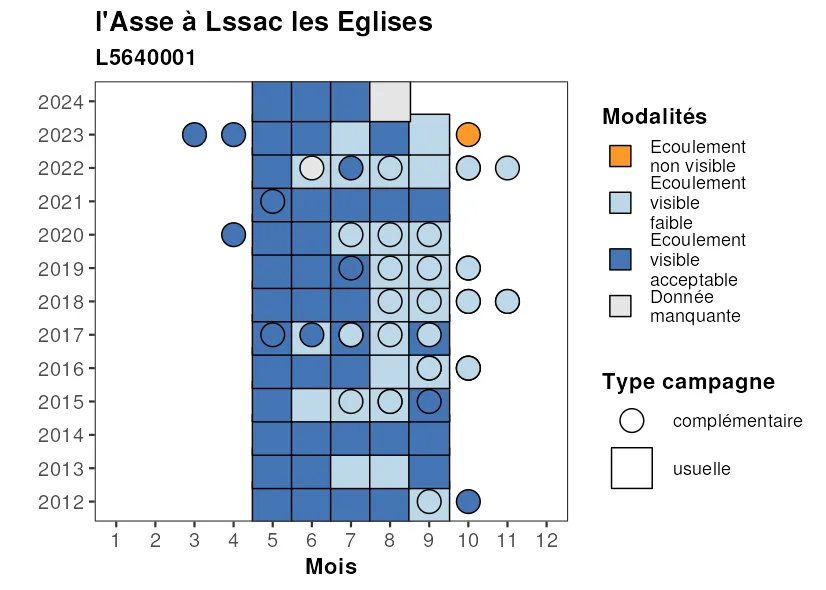 l'Asse à Lssac les Eglises
L5640001
2024
2023
2022
2021
2020
2019
2018
2017
2016
2015
2014
2013
2012
1 2 3 4 5 6 7 8 9 10 11 12
Mois
Modalités
Ecoulement
non visible
Ecoulement
visible
faible
Ecoulement
visible
acceptable
Donnée
manquante
Type campagne
complémentaire
usuelle